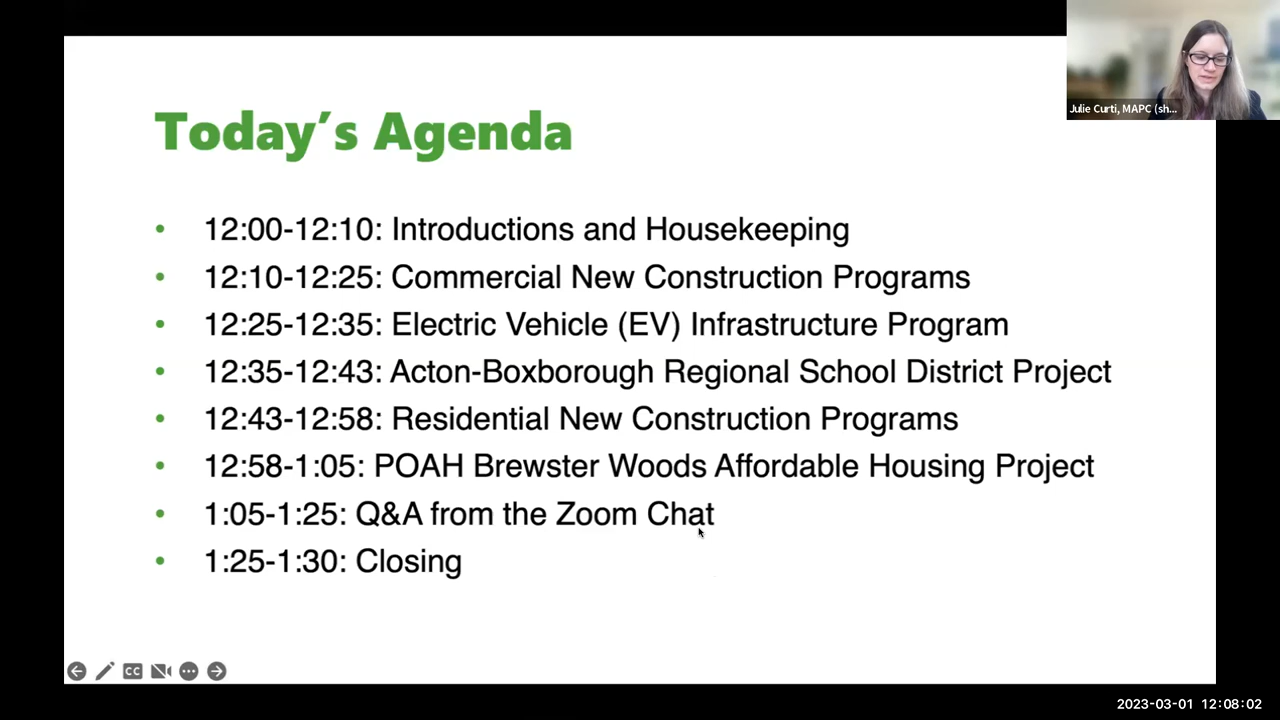 Today's Agenda
• 12:00-12:10: Introductions and Housekeeping
• 12:10-12:25: Commercial New Construction Programs
• 12:25-12:35: Electric Vehicle (EV) Infrastructure Program
• 12:35-12:43: Acton-Boxborough Regional School District Project
• 12:43-12:58: Residential New Construction Programs
• 12:58-1:05: POAH Brewster Woods Affordable Housing Project
• 1:05-1:25: Q&A from the Zoom Chat
• 1:25-1:30: Closing
Julie Curti, MAPC (sh...
CC
2023-03-01 12:08:02